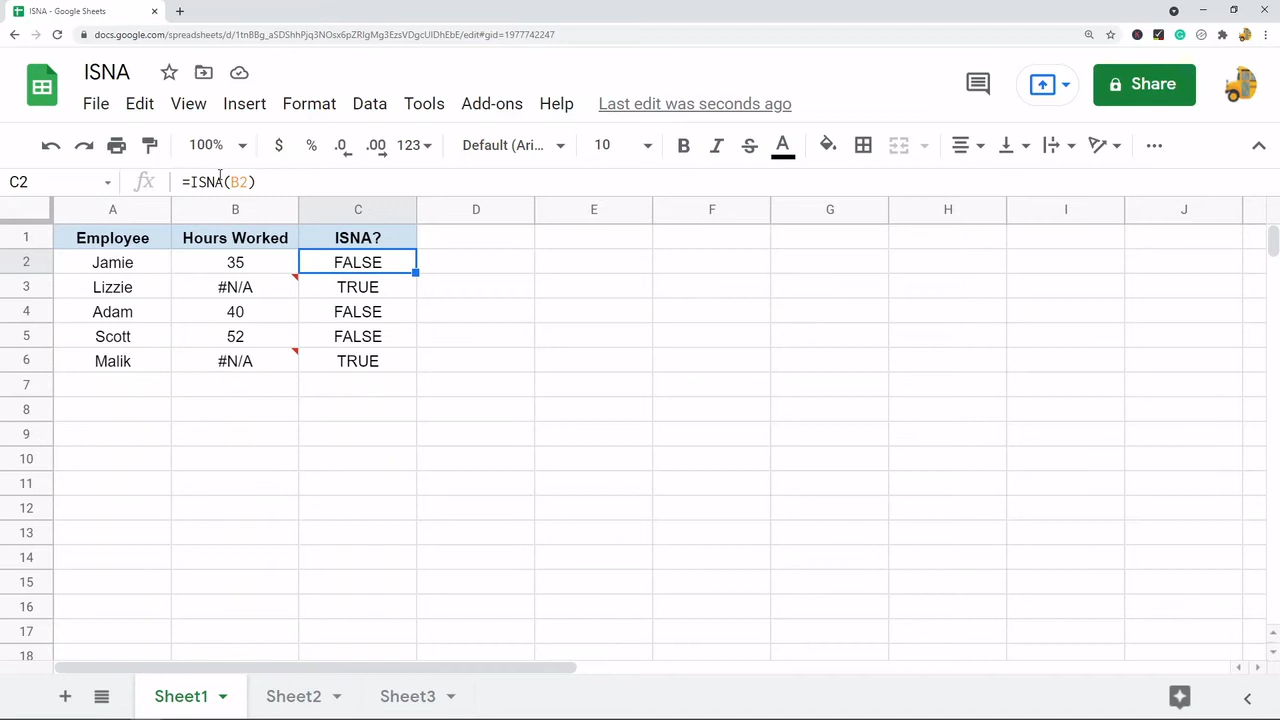 ISNA - Google Sheets
docs.google.com/spreadsheets/d/1tnBBg_aSDShhPjq3NOsx6pZRlgMg3EzsVDgcUIDhEbE/edit#gid=1977742247
ISNA
File Edit View Insert Format Data Tools Add-ons Help Last edit was seconds ago
Share
100% $ % .0 .00 123 Default (Ari... 10 B I S A
C2 fx =ISNA(B2)
A B C D E F G H I J
1 Employee Hours Worked ISNA?
2 Jamie 35 FALSE
3 Lizzie #N/A TRUE
4 Adam 40 FALSE
5 Scott 52 FALSE
6 Malik #N/A TRUE
7
8
9
10
11
12
13
14
15
16
17
18
Sheet1 Sheet2 Sheet3